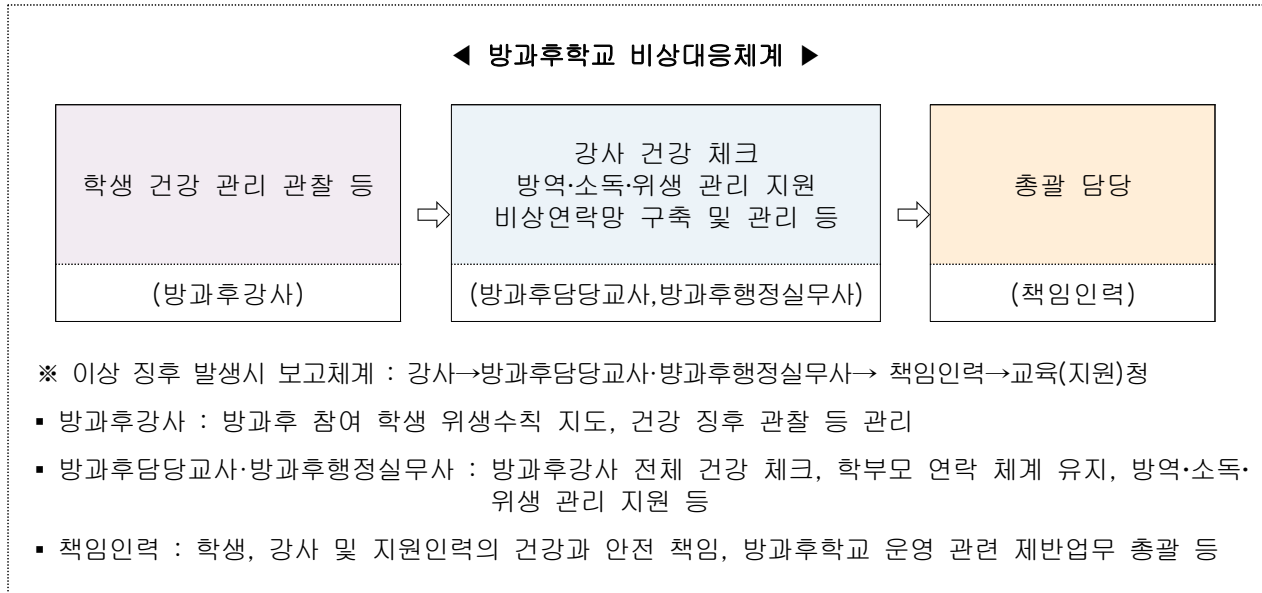 ◀ 방과후학교 비상대응체계 ▶
학생 건강 관리 관찰 등
(방과후강사)
⇨
강사 건강 체크
방역·소독·위생 관리 지원
비상연락망 구축 및 관리 등
(방과후담당교사,방과후행정실무사)
⇨
총괄 담당
(책임인력)
※ 이상 징후 발생시 보고체계 : 강사→방과후담당교사·뱡과후행정실무사→ 책임인력→교육(지원)청
▪ 방과후강사 : 방과후 참여 학생 위생수칙 지도, 건강 징후 관찰 등 관리
▪ 방과후담당교사·방과후행정실무사 : 방과후강사 전체 건강 체크, 학부모 연락 체계 유지, 방역·소독·
위생 관리 지원 등
▪ 책임인력 : 학생, 강사 및 지원인력의 건강과 안전 책임, 방과후학교 운영 관련 제반업무 총괄 등